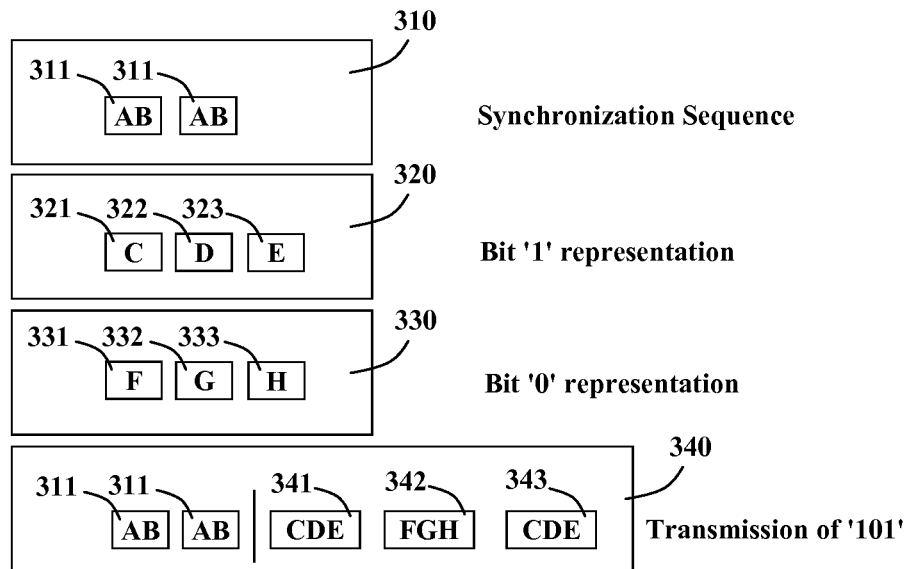 310
311 311
AB AB
Synchronization Sequence
320
321 322 323
C D E
Bit '1' representation
330
331 332 333
F G H
Bit '0' representation
340
311 311 341 342 343
AB AB CDE FGH CDE
Transmission of '101'